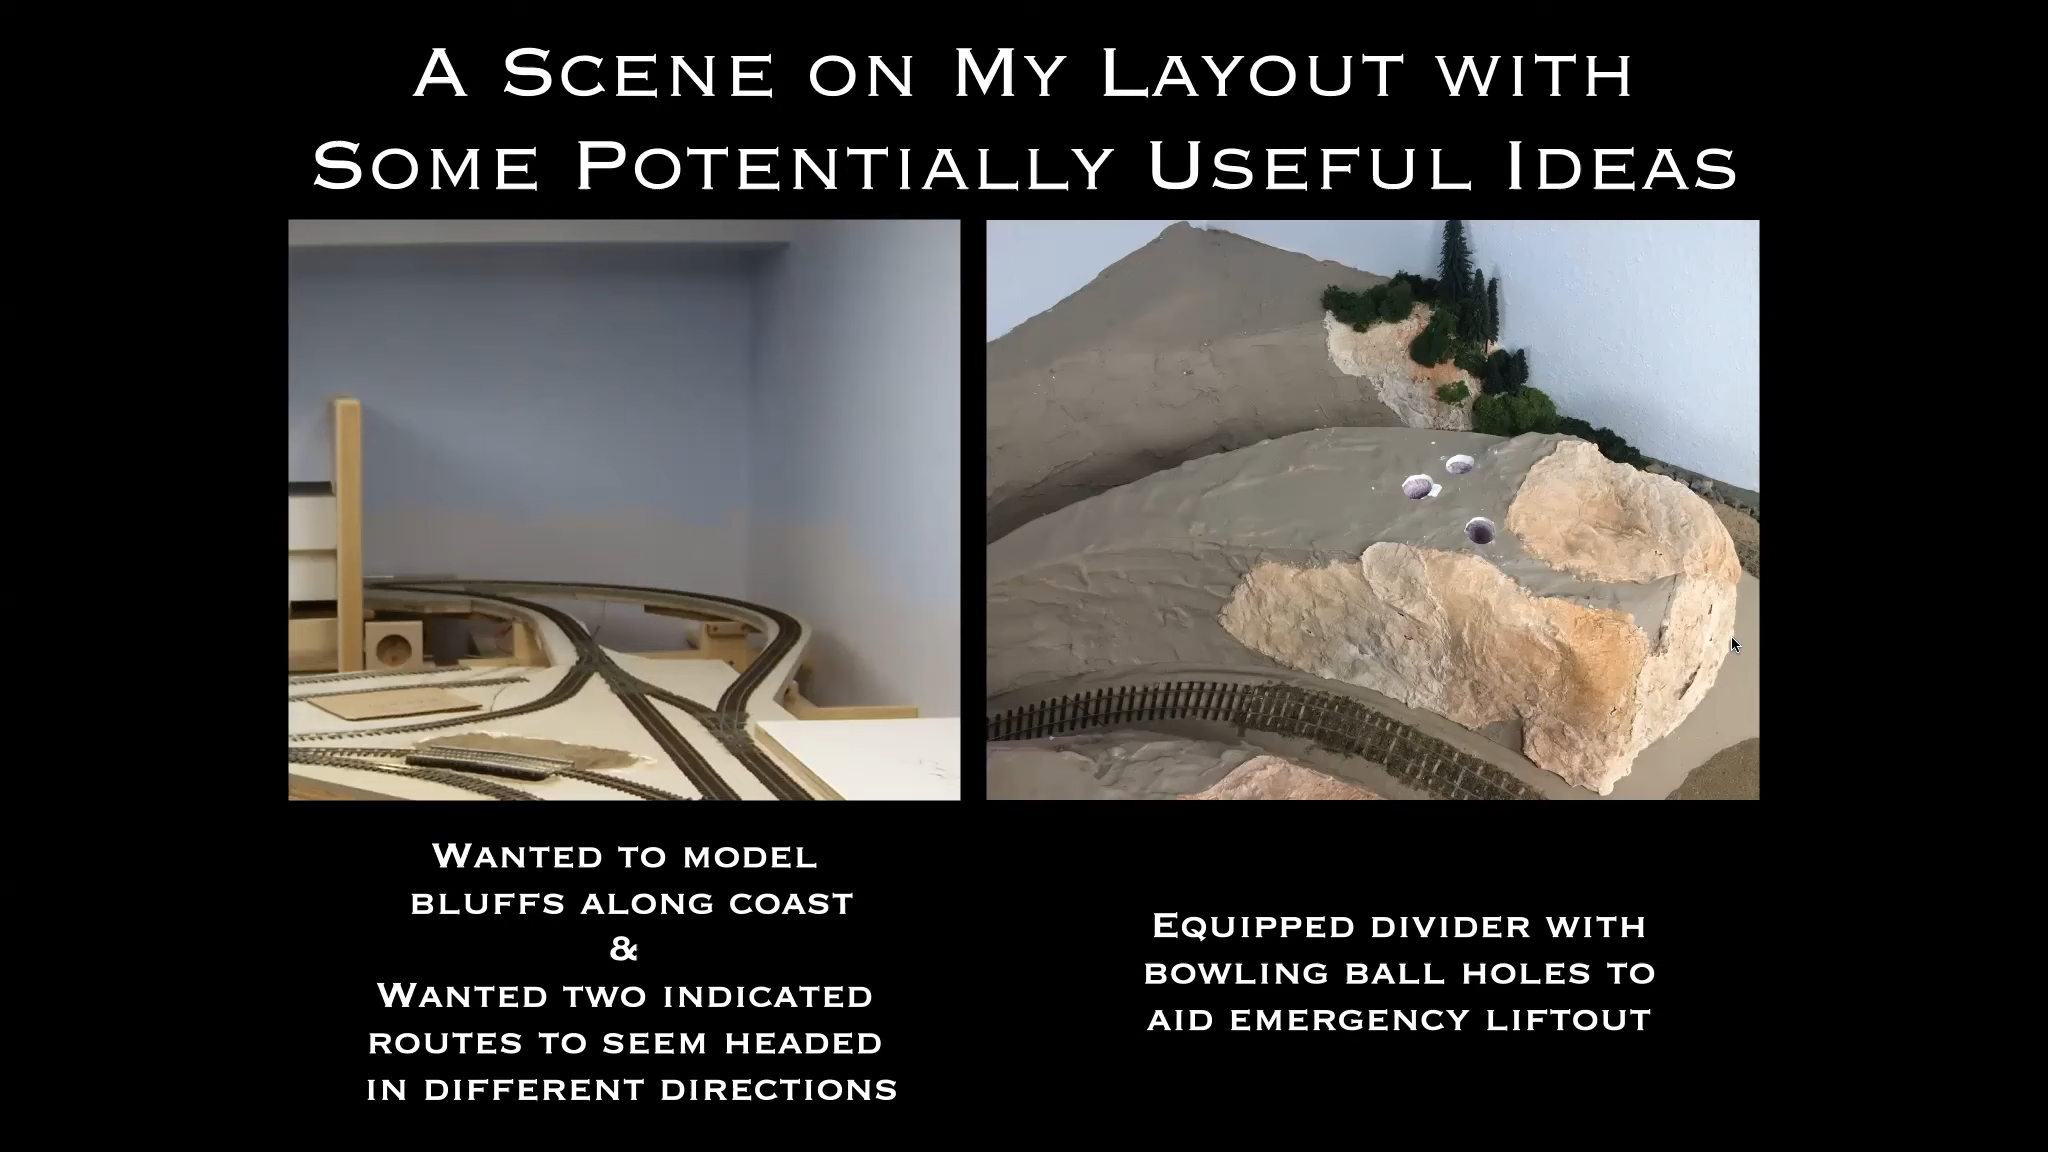 A Scene on My Layout with
Some Potentially Useful Ideas
Wanted to model
bluffs along coast
&
Wanted two indicated
routes to seem headed
in different directions
Equipped divider with
bowling ball holes to
aid emergency liftout